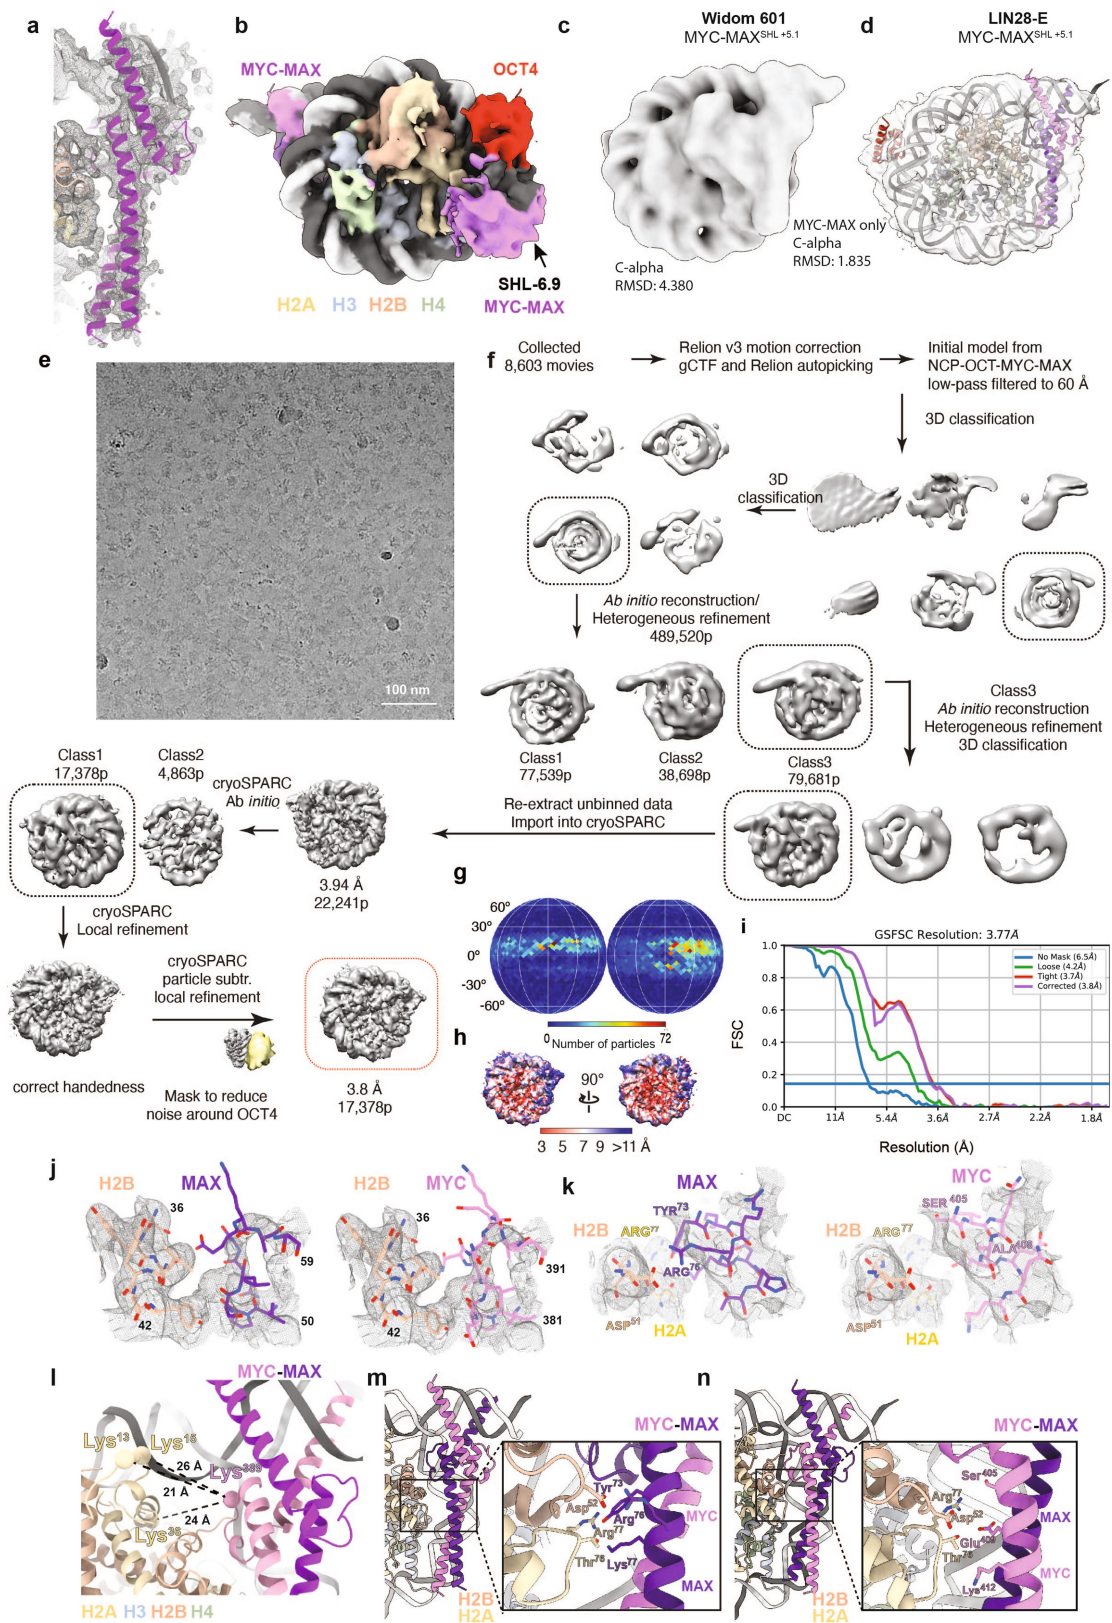 a
b
MYC-MAX
OCT4
SHL-6.9
MYC-MAX
H2A H3 H2B H4
c
Widom 601
MYC-MAX SHL +5.1
C-alpha
RMSD: 4.380
MYC-MAX only
C-alpha
RMSD: 1.835
d
LIN28-E
MYC-MAX SHL +5.1
e
100 nm
f
Collected
8,603 movies
Relion v3 motion correction
gCTF and Relion autopicking
Initial model from
NCP-OCT-MYC-MAX
low-pass filtered to 60 Å
3D classification
3D
classification
Ab initio reconstruction/
Heterogeneous refinement
489,520p
Class1
77,539p
Class2
38,698p
Class3
79,681p
Class3
Ab initio reconstruction
Heterogeneous refinement
3D classification
Re-extract unbinned data
Import into cryoSPARC
Class1
17,378p
Class2
4,863p
cryoSPARC
Ab initio
3.94 Å
22,241p
cryoSPARC
Local refinement
cryoSPARC
particle subtr.
local refinement
correct handedness
Mask to reduce
noise around OCT4
3.8 Å
17,378p
g
60°
30°
0°
-30°
-60°
0 Number of particles 72
h
90°
3 5 7 9 >11 Å
i
GSFSC Resolution: 3.77Å
No Mask (6.5Å)
Loose (4.2Å)
Tight (3.7Å)
Corrected (3.8Å)
FSC
1.0
0.8
0.6
0.4
0.2
0.0
DC 11Å 5.4Å 3.6Å 2.7Å 2.2Å 1.8Å
Resolution (Å)
j
H2B MAX
36
59
42
50
H2B MYC
36
391
42
381
k
MAX
TYR73
H2B
ARG77
ARG76
ASP51
H2A
MYC
SER405
H2B
ARG77
ALA408
ASP51
H2A
l
MYC-MAX
Lys13
Lys15
Lys389
26 Å
21 Å
24 Å
Lys36
H2A H3 H2B H4
m
MYC-MAX
Tyr73
Asp52
Arg76
Arg77
Thr76
Lys77
MYC
MAX
H2B
H2A
n
MYC-MAX
Ser405
Arg77
Asp52
MAX
Glu409
Thr76
MYC
Lys412
H2B
H2A